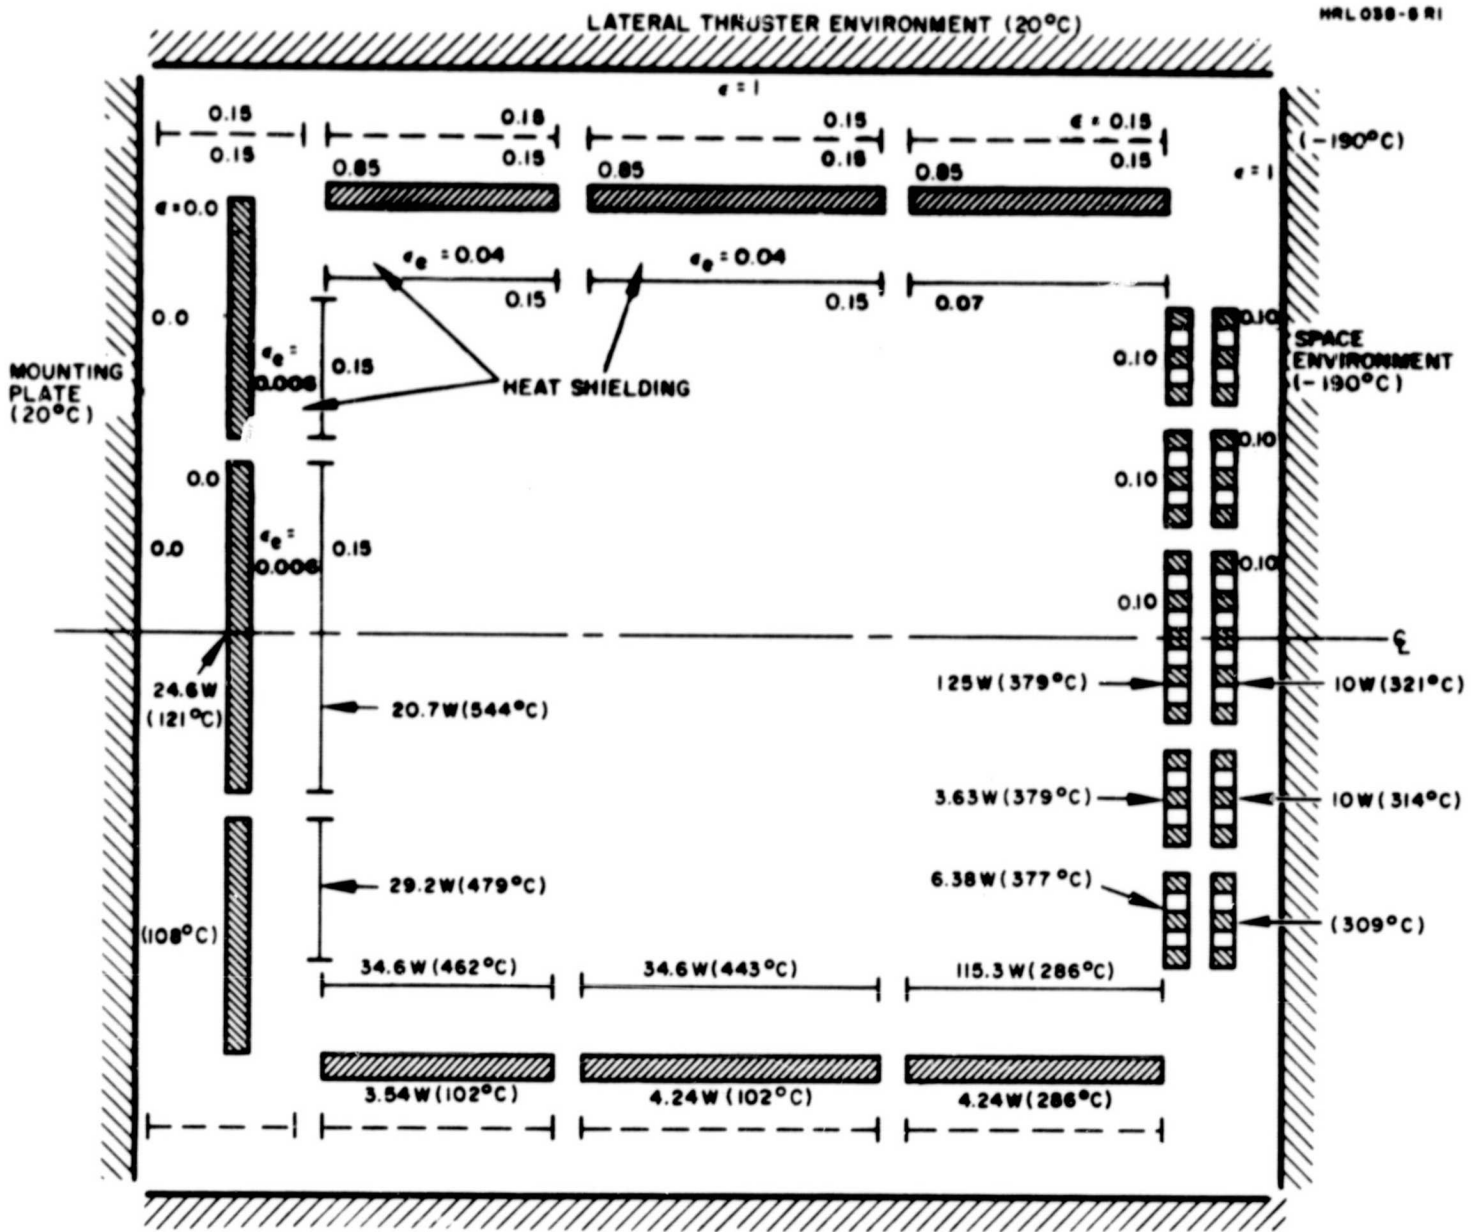 HRL 038-6 R1
LATERAL THRUSTER ENVIRONMENT (20°C)
ϵ = 1
0.15
0.15
0.15
ϵ = 0.15
(-190°C)
0.15
0.15
0.15
0.15
0.85
0.85
0.85
ϵ = 1
ϵ = 0.0
ϵe = 0.04
ϵe = 0.04
0.15
0.15
0.07
0.0
0.10
SPACE
ENVIRONMENT
(-190°C)
MOUNTING
PLATE
(20°C)
ϵe =
0.006
0.15
0.10
HEAT SHIELDING
0.10
0.0
0.10
0.0
ϵe =
0.006
0.15
0.10
0.10
℄
24.6W
(121°C)
20.7W(544°C)
125W(379°C)
10W(321°C)
3.63W(379°C)
10W(314°C)
29.2W(479°C)
6.38W(377°C)
(309°C)
(108°C)
34.6W(462°C)
34.6W(443°C)
115.3W(286°C)
3.54W(102°C)
4.24W(102°C)
4.24W(286°C)